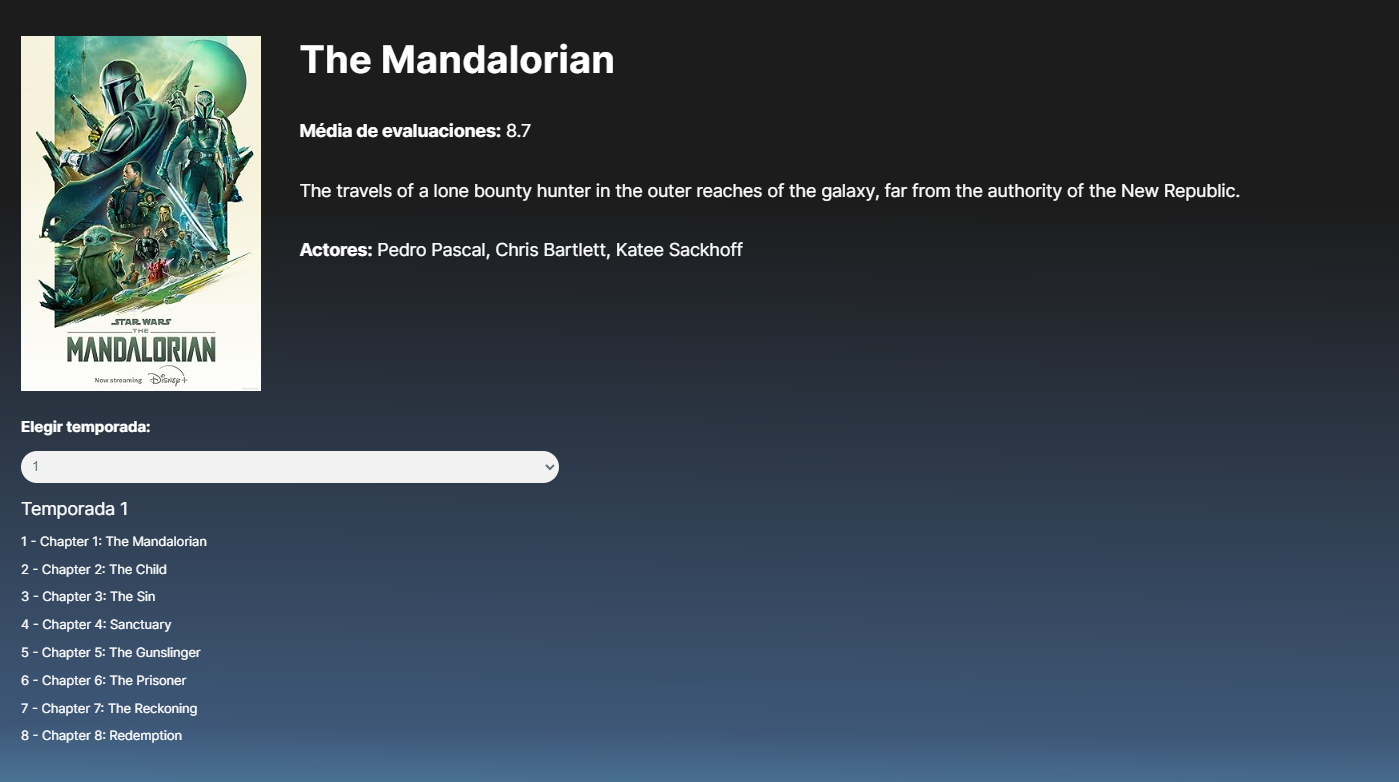 The Mandalorian
Média de evaluaciones: 8.7
The travels of a lone bounty hunter in the outer reaches of the galaxy, far from the authority of the New Republic.
Actores: Pedro Pascal, Chris Bartlett, Katee Sackhoff
STAR WARS
THE
MANDALORIAN
Now streaming Disney+
Elegir temporada:
1
Temporada 1
1 - Chapter 1: The Mandalorian
2 - Chapter 2: The Child
3 - Chapter 3: The Sin
4 - Chapter 4: Sanctuary
5 - Chapter 5: The Gunslinger
6 - Chapter 6: The Prisoner
7 - Chapter 7: The Reckoning
8 - Chapter 8: Redemption